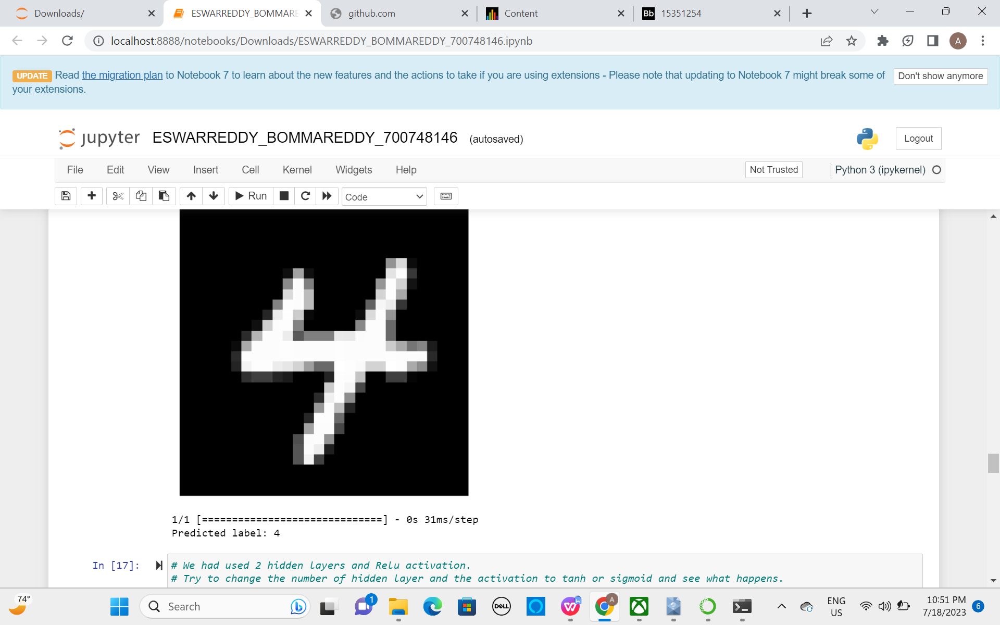 Downloads/
ESWARREDDY_BOMMARE
github.com
Content
Bb 15351254
localhost:8888/notebooks/Downloads/ESWARREDDY_BOMMAREDDY_700748146.ipynb
A
UPDATE Read the migration plan to Notebook 7 to learn about the new features and the actions to take if you are using extensions - Please note that updating to Notebook 7 might break some of
your extensions.
Don't show anymore
jupyter ESWARREDDY_BOMMAREDDY_700748146 (autosaved)
Logout
File Edit View Insert Cell Kernel Widgets Help
Not Trusted
Python 3 (ipykernel)
Run
Code
4
1/1 [==============================] - 0s 31ms/step
Predicted label: 4
In [17]:
# We had used 2 hidden layers and Relu activation.
# Try to change the number of hidden layer and the activation to tanh or sigmoid and see what happens.
74°
Search
1
DELL
W
A
ENG
US
10:51 PM
7/18/2023
6